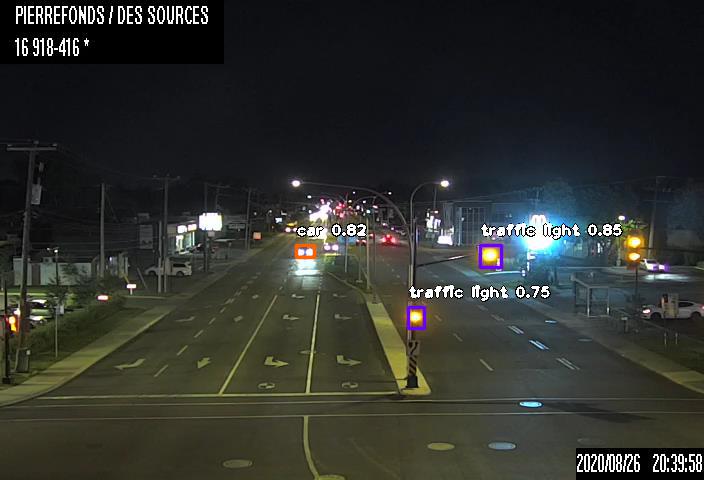 PIERREFONDS / DES SOURCES
16 918-416 *
car 0.82
traffic light 0.85
traffic light 0.75
2020/08/26 20:39:58